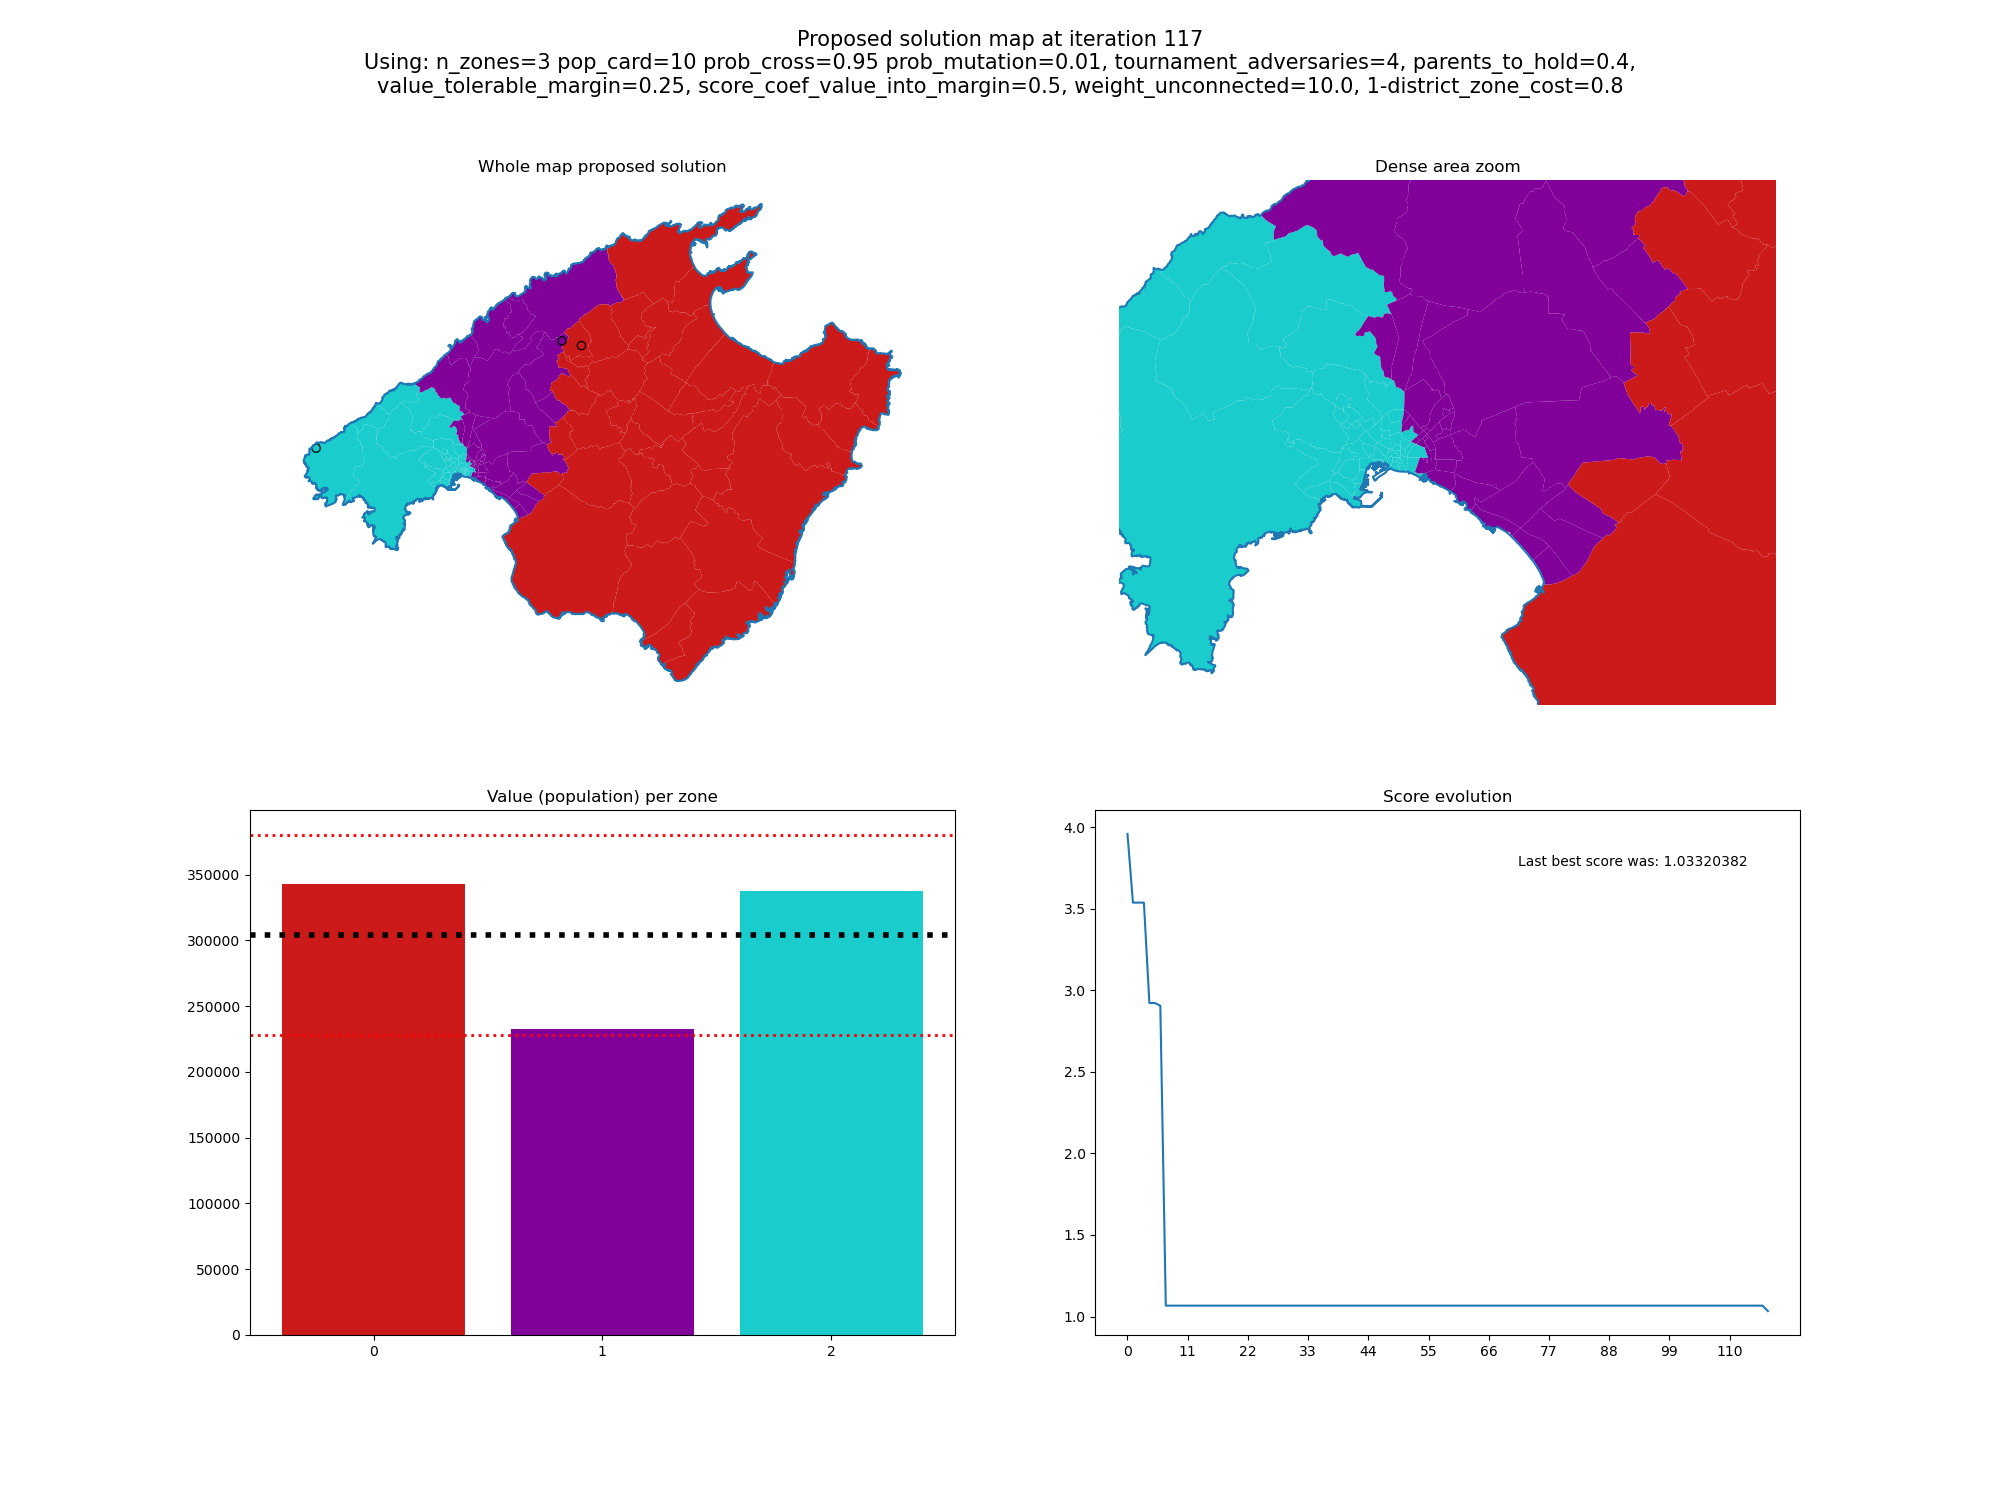 Proposed solution map at iteration 117
Using: n_zones=3 pop_card=10 prob_cross=0.95 prob_mutation=0.01, tournament_adversaries=4, parents_to_hold=0.4,
value_tolerable_margin=0.25, score_coef_value_into_margin=0.5, weight_unconnected=10.0, 1-district_zone_cost=0.8
Whole map proposed solution
Dense area zoom
Value (population) per zone
350000
300000
250000
200000
150000
100000
50000
0
0 1 2
Score evolution
Last best score was: 1.03320382
4.0
3.5
3.0
2.5
2.0
1.5
1.0
0 11 22 33 44 55 66 77 88 99 110